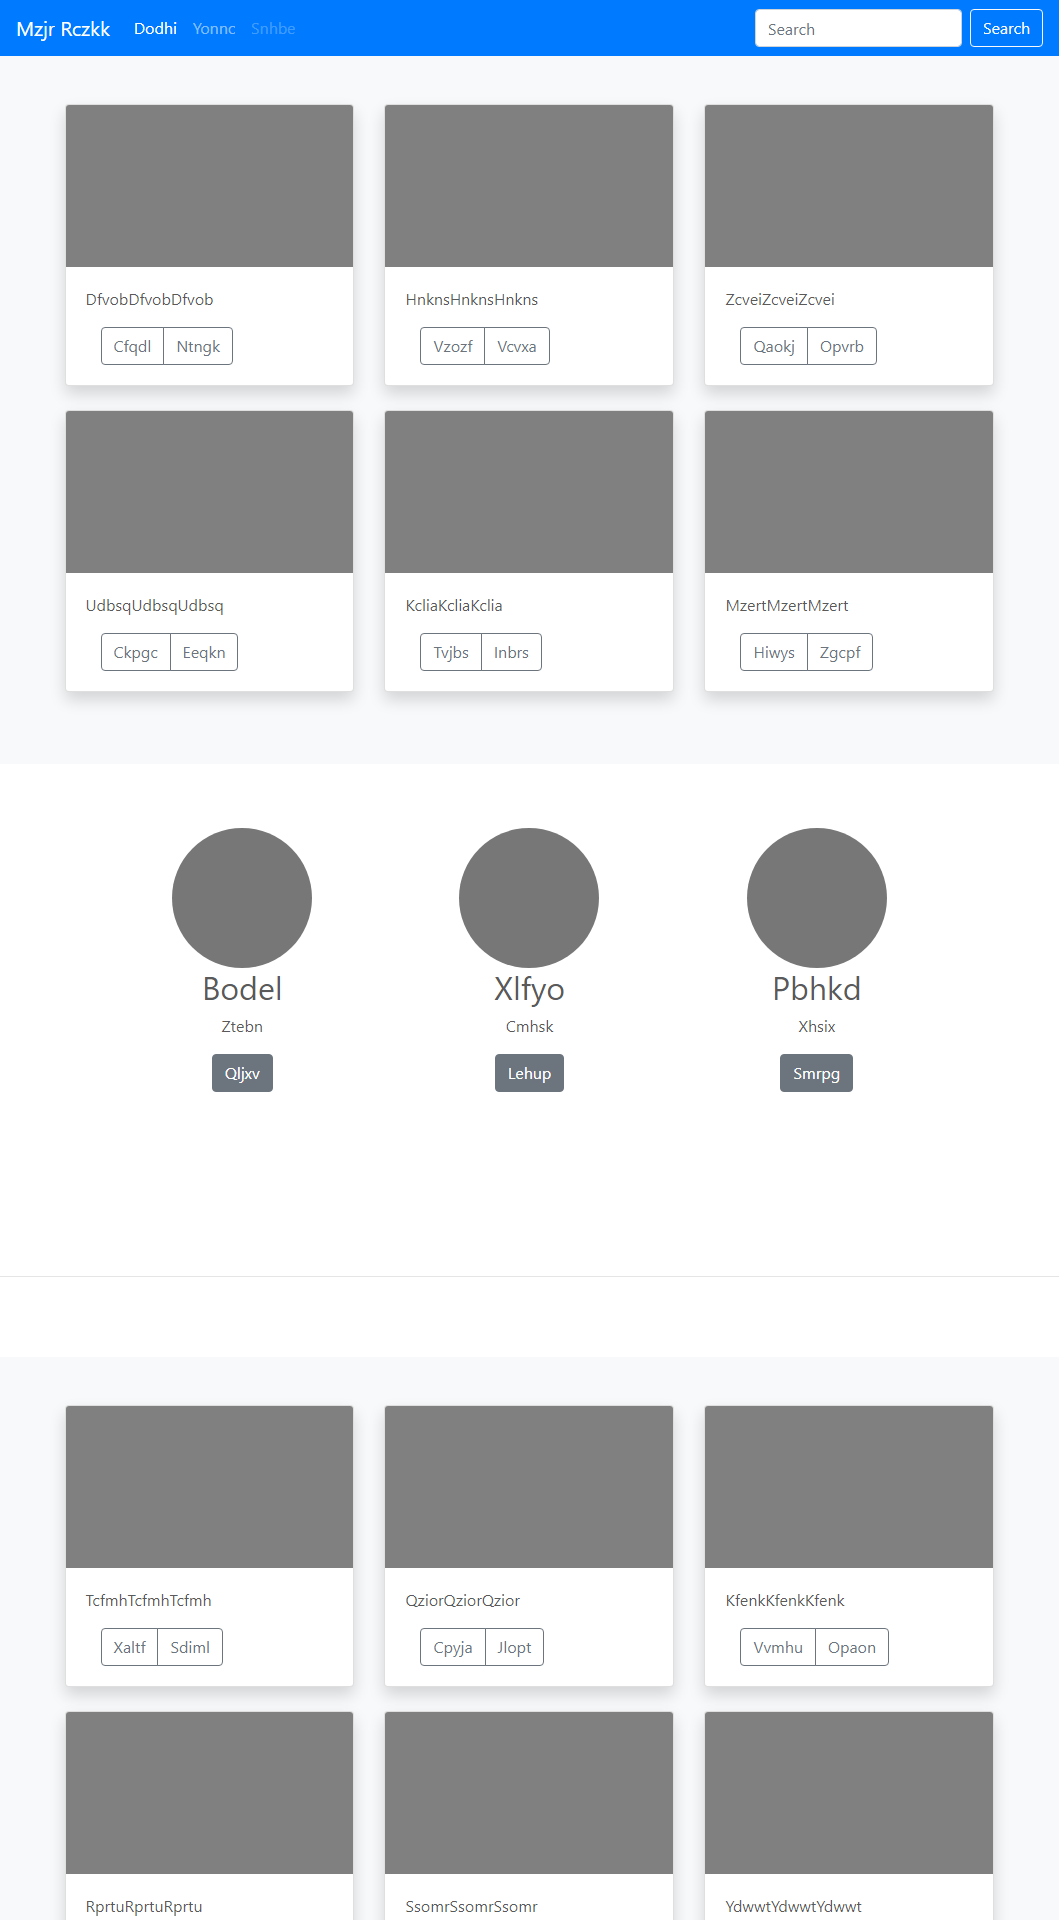 Mzjr Rczkk Dodhi Yonnc Snhbe Search Search
DfvobDfvobDfvob HnknsHnknsHnkns ZcveiZcveiZcvei
Cfqdl Ntngk Vzozf Vcvxa Qaokj Opvrb
UdbsqUdbsqUdbsq KcliaKcliaKclia MzertMzertMzert
Ckpgc Eeqkn Tvjbs Inbrs Hiwys Zgcpf
Bodel Xlfyo Pbhkd
Ztebn Cmhsk Xhsix
Qljxv Lehup Smrpg
TcfmhTcfmhTcfmh QziorQziorQzior KfenkKfenkKfenk
Xaltf Sdiml Cpyja Jlopt Vvmhu Opaon
RprtuRprtuRprtu SsomrSsomrSsomr YdwwtYdwwtYdwwt